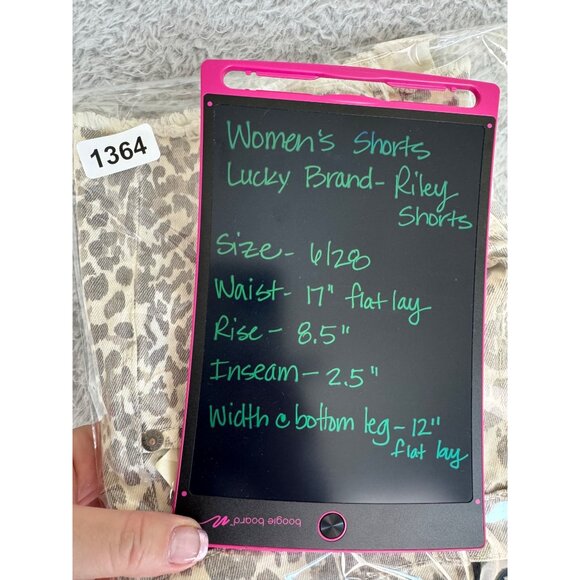 1364
Women's Shorts
Lucky Brand- Riley
Shorts
Size- 6/28
Waist- 17" flat lay
Rise - 8.5"
Inseam- 2.5"
Width @ bottom leg- 12"
flat lay
boogie board